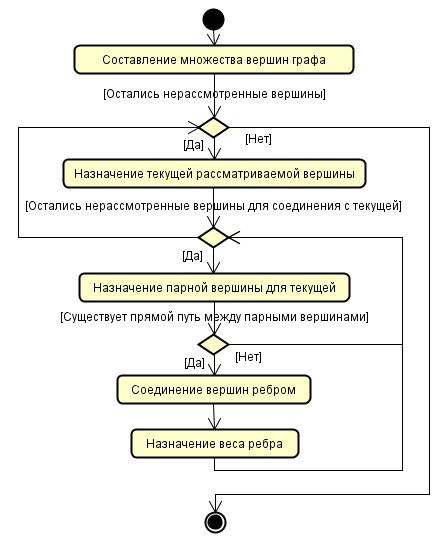 Составление множества вершин графа
[Остались нерассмотренные вершины]
[Да]
[Нет]
Назначение текущей рассматриваемой вершины
[Остались нерассмотренные вершины для соединения с текущей]
[Да]
Назначение парной вершины для текущей
[Существует прямой путь между парными вершинами]
[Да]
[Нет]
Соединение вершин ребром
Назначение веса ребра